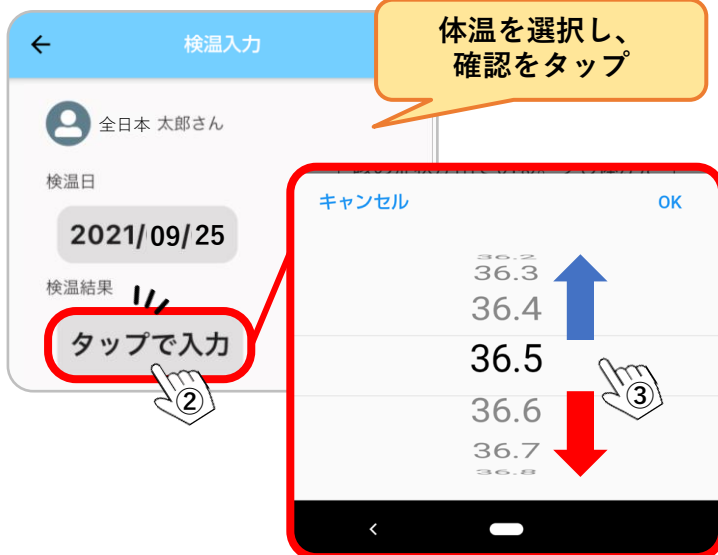 体温を選択し、
確認をタップ
検温入力
全日本 太郎さん
検温日
2021/09/25
検温結果
タップで入力
②
キャンセル OK
36.2
36.3
36.4
36.5
③
36.6
36.7
36.8